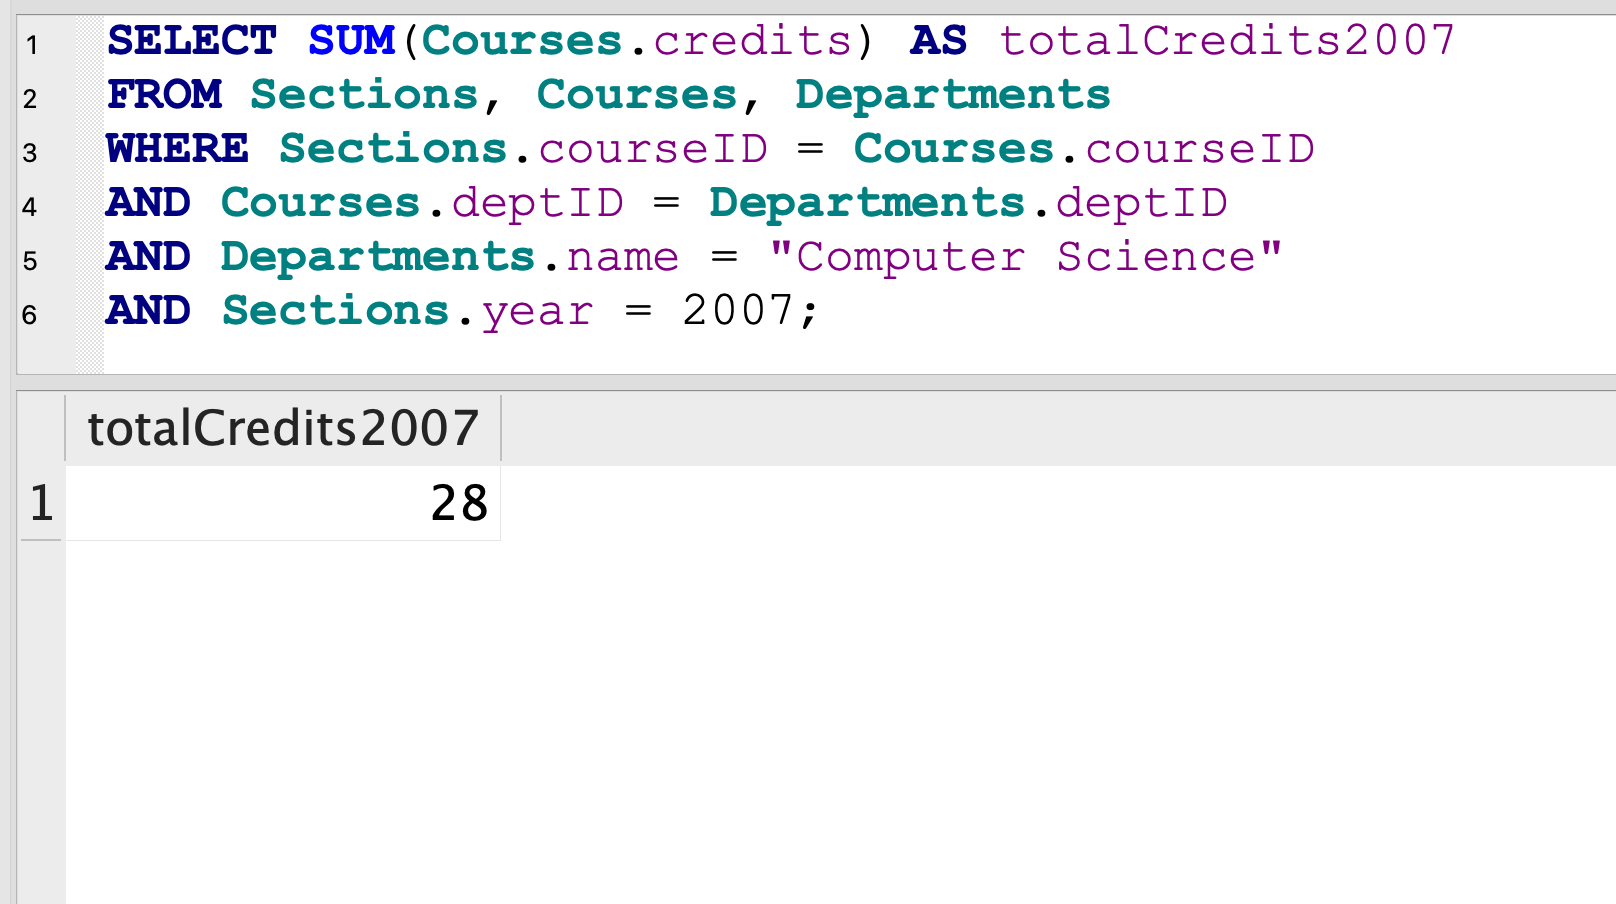 1 SELECT SUM(Courses.credits) AS totalCredits2007
2 FROM Sections, Courses, Departments
3 WHERE Sections.courseID = Courses.courseID
4 AND Courses.deptID = Departments.deptID
5 AND Departments.name = "Computer Science"
6 AND Sections.year = 2007;
totalCredits2007
1 28